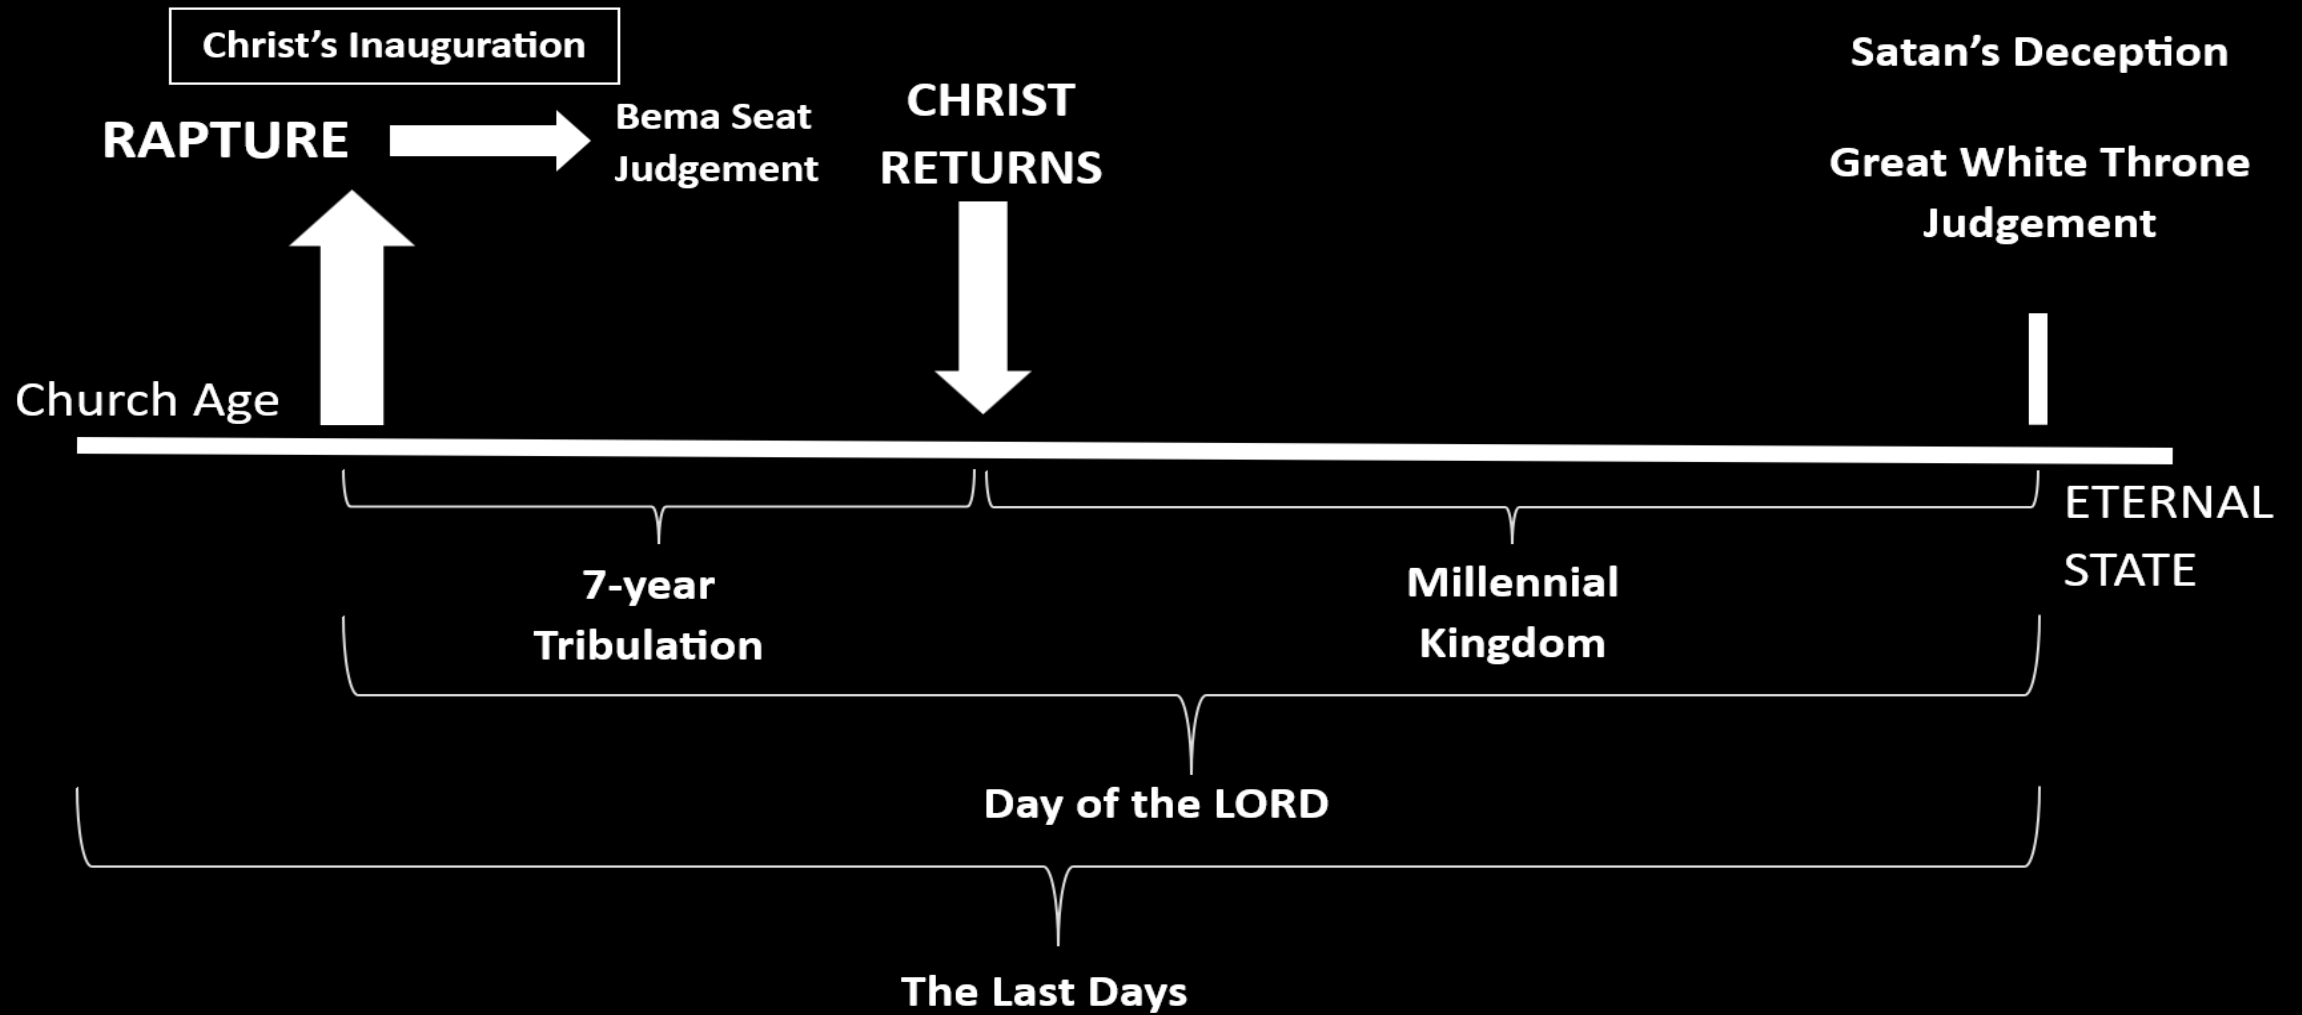 Christ’s Inauguration
RAPTURE
Bema Seat
Judgement
CHRIST
RETURNS
Satan’s Deception
Great White Throne
Judgement
Church Age
ETERNAL
STATE
7-year
Tribulation
Millennial
Kingdom
Day of the LORD
The Last Days